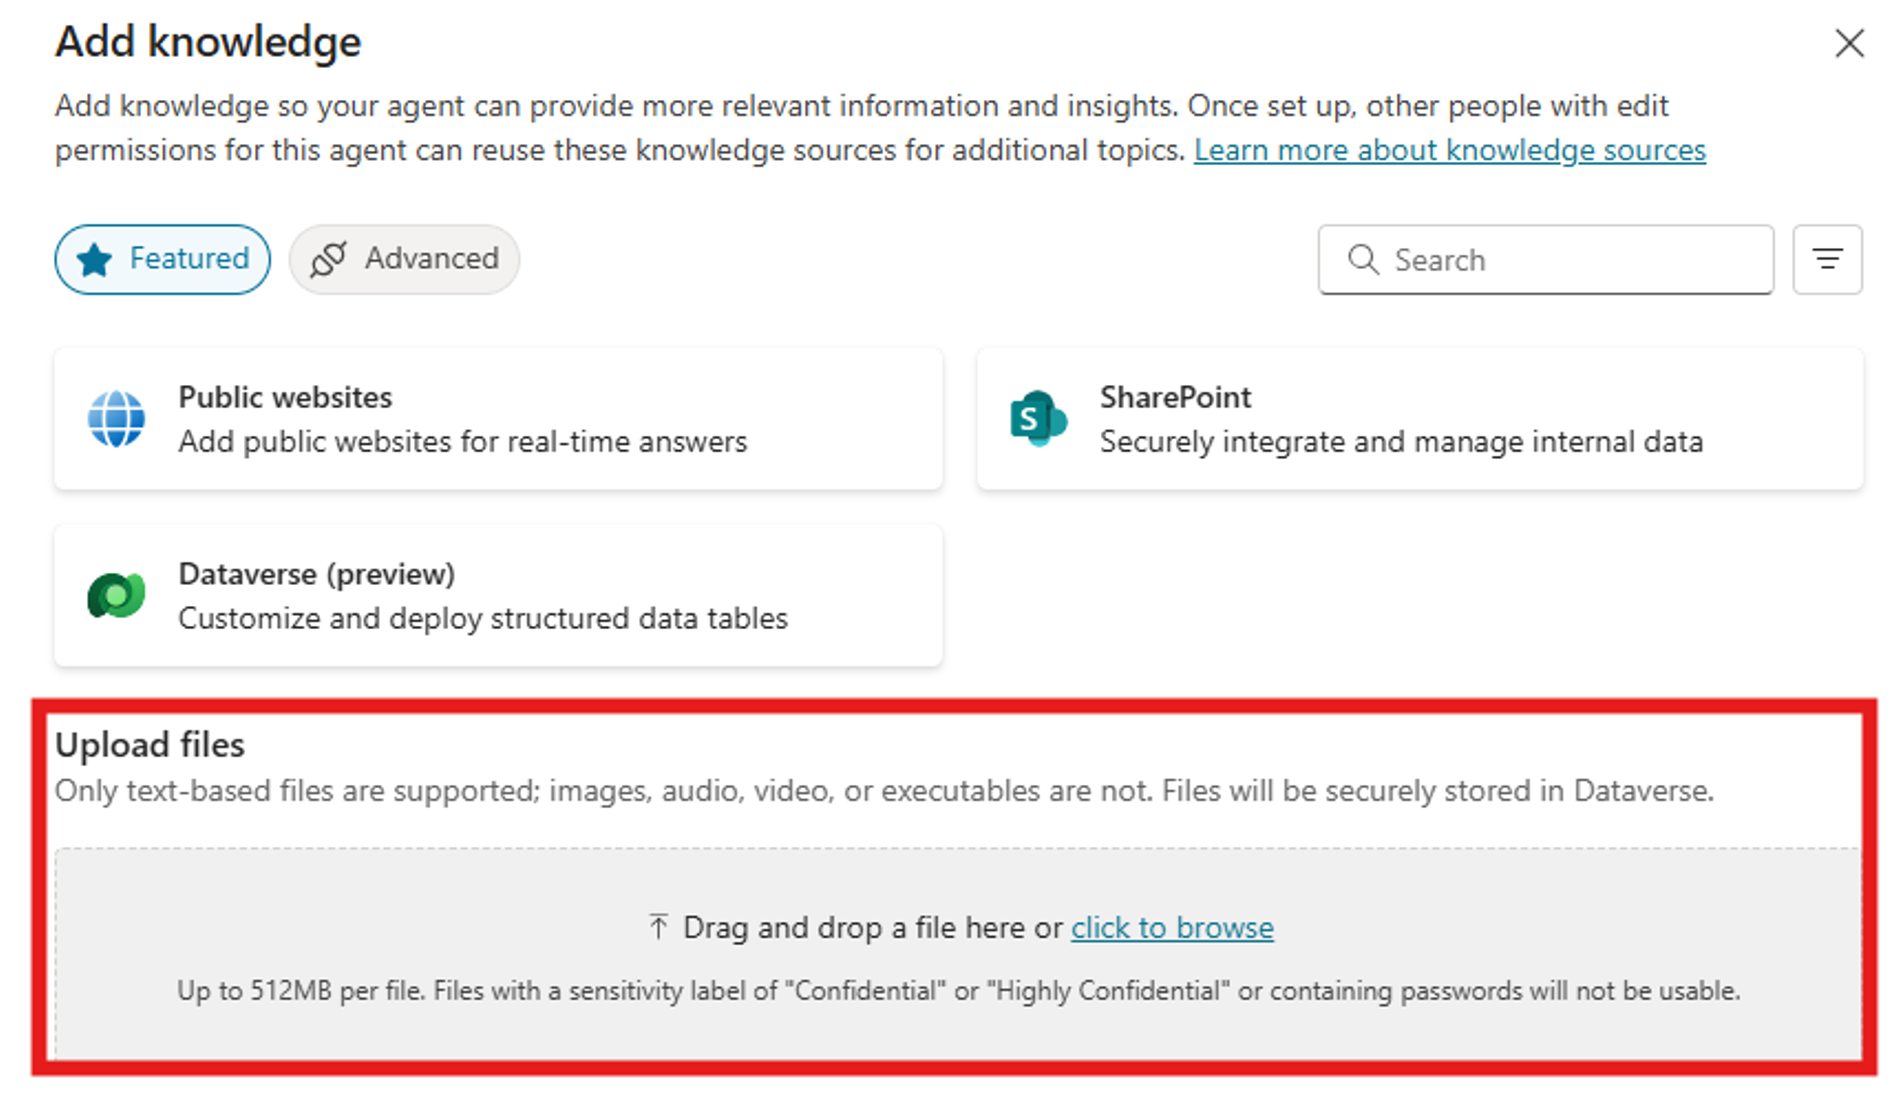 Add knowledge
Add knowledge so your agent can provide more relevant information and insights. Once set up, other people with edit
permissions for this agent can reuse these knowledge sources for additional topics. Learn more about knowledge sources
Featured
Advanced
Search
Public websites
Add public websites for real-time answers
S
SharePoint
Securely integrate and manage internal data
Dataverse (preview)
Customize and deploy structured data tables
Upload files
Only text-based files are supported; images, audio, video, or executables are not. Files will be securely stored in Dataverse.
Drag and drop a file here or click to browse
Up to 512MB per file. Files with a sensitivity label of "Confidential" or "Highly Confidential" or containing passwords will not be usable.